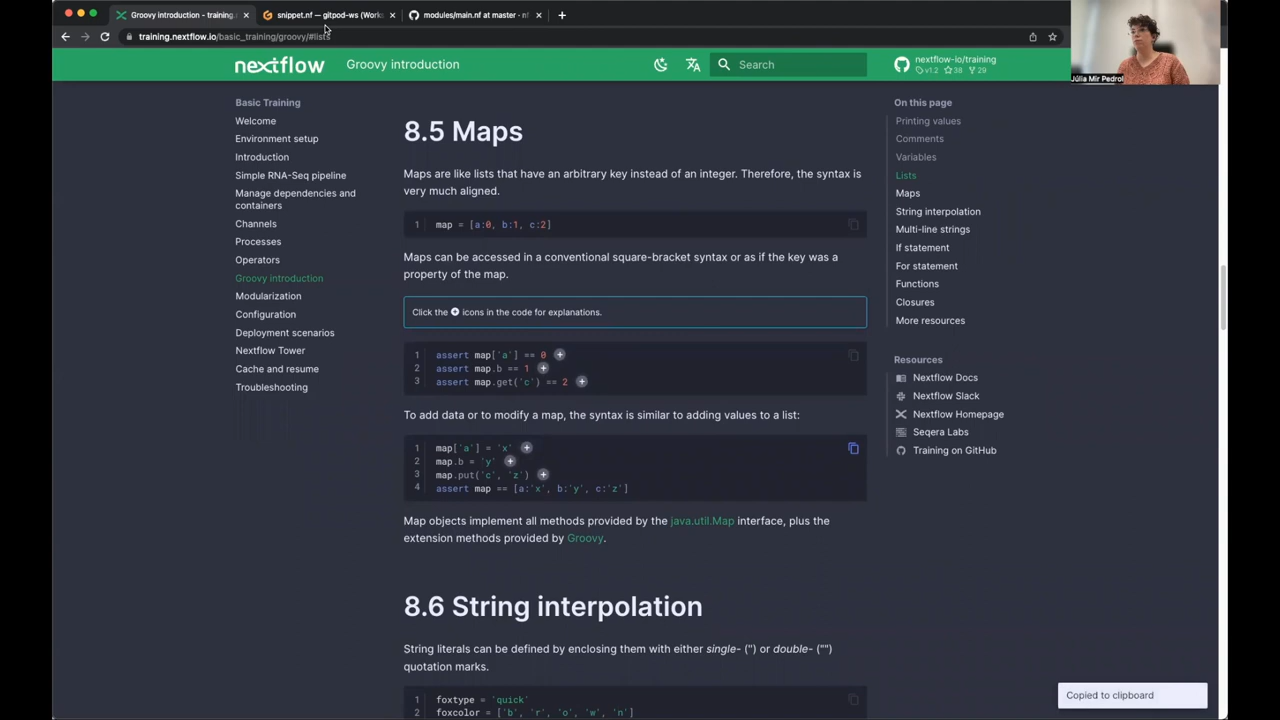 Groovy introduction - training.
snippet.nf — gitpod-ws (Works
modules/main.nf at master · nf
training.nextflow.io/basic_training/groovy/#lists
nextflow
Groovy introduction
Search
nextflow-io/training
v1.2 38 29
Júlia Mir Pedrol
Basic Training
Welcome
Environment setup
Introduction
Simple RNA-Seq pipeline
Manage dependencies and
containers
Channels
Processes
Operators
Groovy introduction
Modularization
Configuration
Deployment scenarios
Nextflow Tower
Cache and resume
Troubleshooting
8.5 Maps
Maps are like lists that have an arbitrary key instead of an integer. Therefore, the syntax is
very much aligned.
1 map = [a:0, b:1, c:2]
Maps can be accessed in a conventional square-bracket syntax or as if the key was a
property of the map.
Click the icons in the code for explanations.
1 assert map['a'] == 0
2 assert map.b == 1
3 assert map.get('c') == 2
To add data or to modify a map, the syntax is similar to adding values to a list:
1 map['a'] = 'x'
2 map.b = 'y'
3 map.put('c', 'z')
4 assert map == [a:'x', b:'y', c:'z']
Map objects implement all methods provided by the java.util.Map interface, plus the
extension methods provided by Groovy.
8.6 String interpolation
String literals can be defined by enclosing them with either single- (') or double- ("")
quotation marks.
1 foxtype = 'quick'
2 foxcolor = ['b', 'r', 'o', 'w', 'n']
On this page
Printing values
Comments
Variables
Lists
Maps
String interpolation
Multi-line strings
If statement
For statement
Functions
Closures
More resources
Resources
Nextflow Docs
Nextflow Slack
Nextflow Homepage
Seqera Labs
Training on GitHub
Copied to clipboard